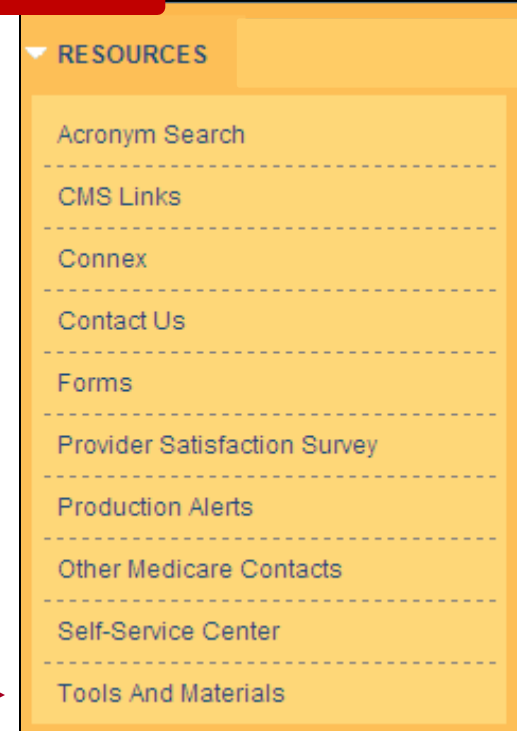 RESOURCES
Acronym Search
CMS Links
Connex
Contact Us
Forms
Provider Satisfaction Survey
Production Alerts
Other Medicare Contacts
Self-Service Center
Tools And Materials